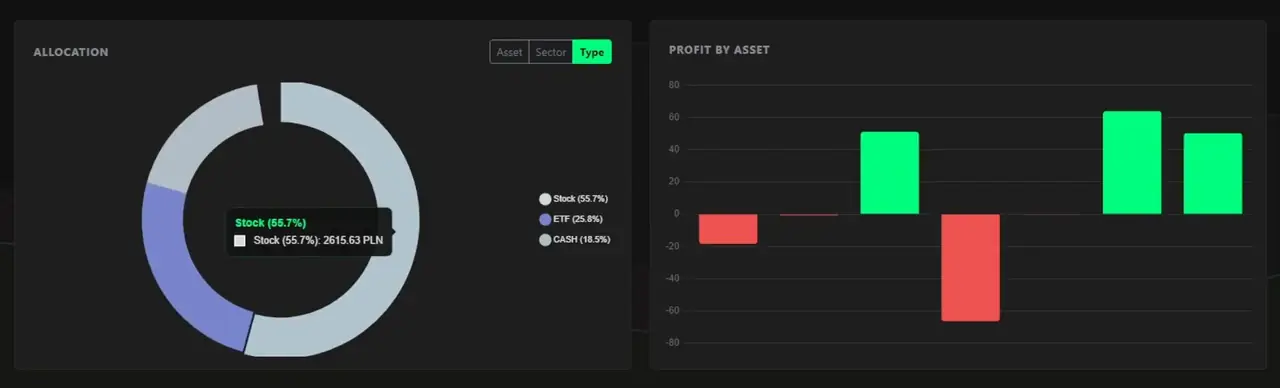 ALLOCATION
Asset Sector Type
Stock (55.7%)
Stock (55.7%): 2615.63 PLN
Stock (55.7%)
ETF (25.8%)
CASH (18.5%)
PROFIT BY ASSET
80
60
40
20
0
-20
-40
-60
-80